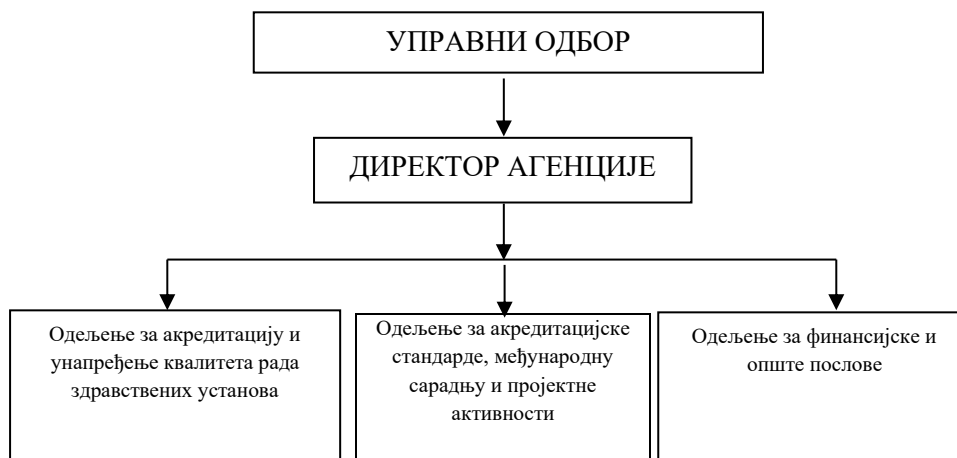 УПРАВНИ ОДБОР
ДИРЕКТОР АГЕНЦИЈЕ
Одељење за акредитацију и
унапређење квалитета рада
здравствених установа
Одељење за акредитацијске
стандарде, међународну
сарадњу и пројектне
активности
Одељење за финансијске и
опште послове